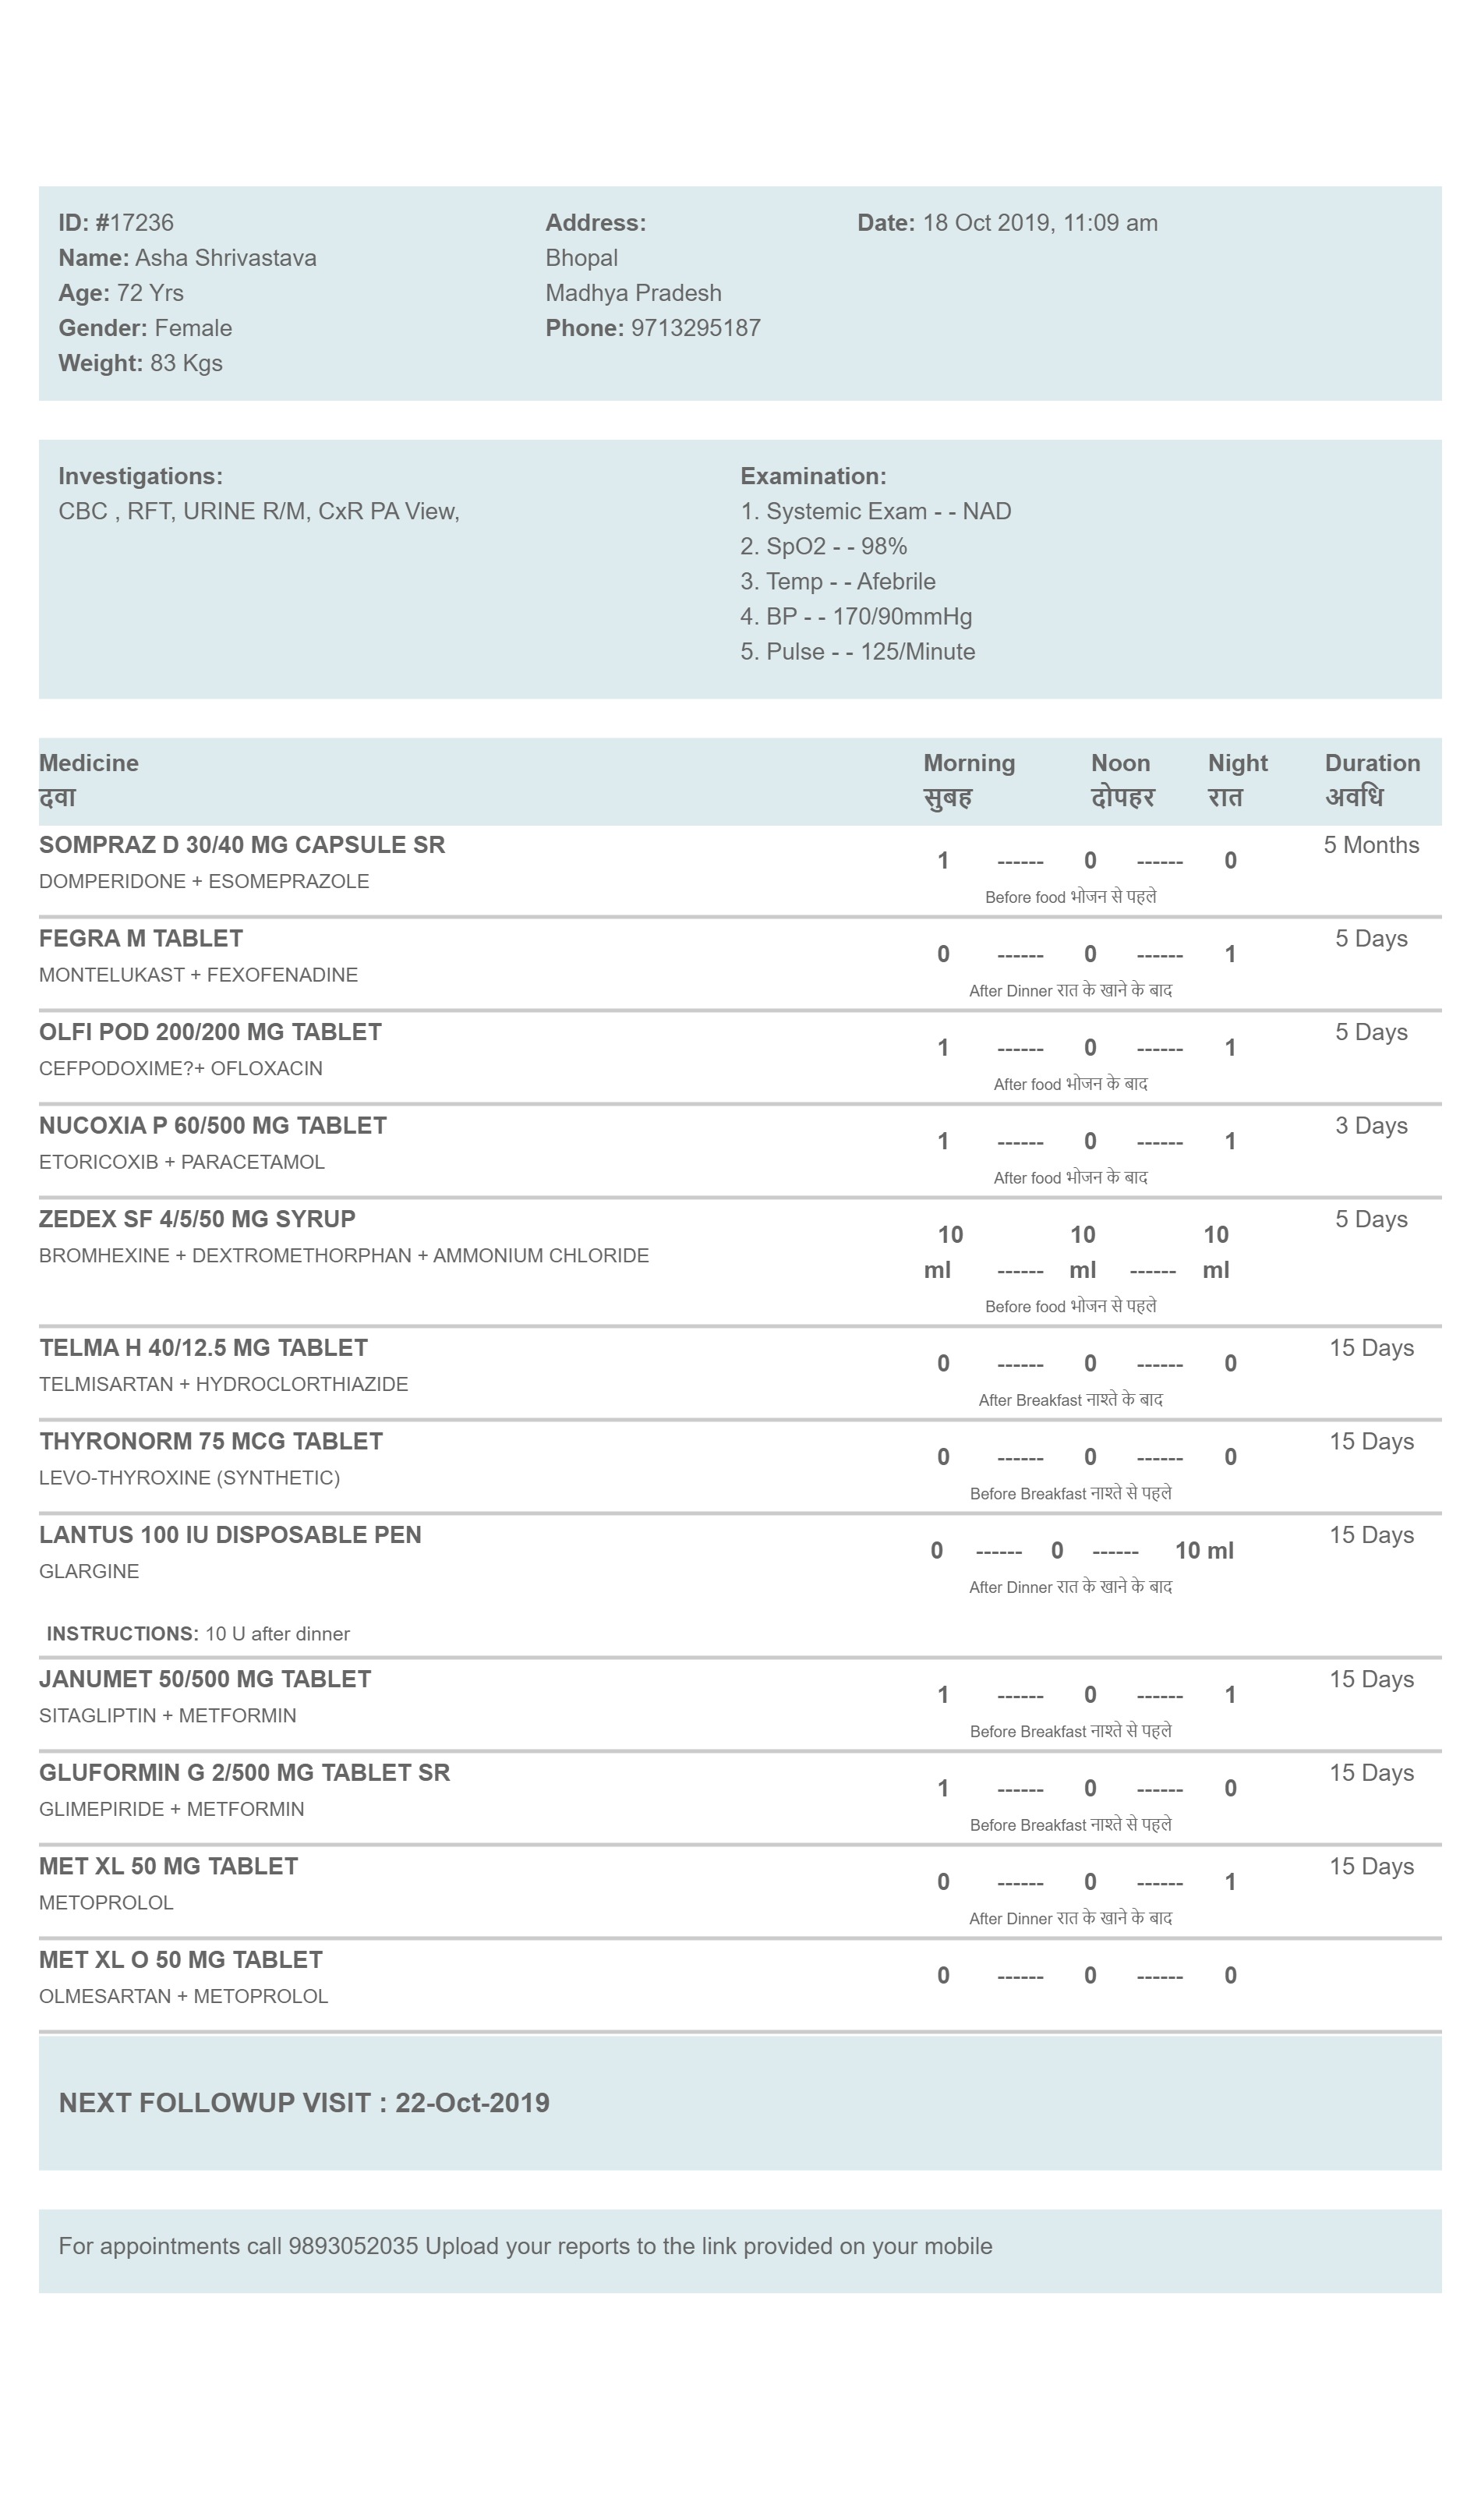 ID: #17236
Name: Asha Shrivastava
Age: 72 Yrs
Gender: Female
Weight: 83 Kgs
Address:
Bhopal
Madhya Pradesh
Phone: 9713295187
Date: 18 Oct 2019, 11:09 am
Investigations:
CBC , RFT, URINE R/M, CxR PA View,
Examination:
1. Systemic Exam - - NAD
2. SpO2 - - 98%
3. Temp - - Afebrile
4. BP - - 170/90mmHg
5. Pulse - - 125/Minute
Medicine Morning Noon Night Duration
दवा सुबह दोपहर रात अवधि
SOMPRAZ D 30/40 MG CAPSULE SR 5 Months
1 ------ 0 ------ 0
DOMPERIDONE + ESOMEPRAZOLE
Before food भोजन से पहले
FEGRA M TABLET 5 Days
0 ------ 0 ------ 1
MONTELUKAST + FEXOFENADINE
After Dinner रात के खाने के बाद
OLFI POD 200/200 MG TABLET 5 Days
1 ------ 0 ------ 1
CEFPODOXIME?+ OFLOXACIN
After food भोजन के बाद
NUCOXIA P 60/500 MG TABLET 3 Days
1 ------ 0 ------ 1
ETORICOXIB + PARACETAMOL
After food भोजन के बाद
ZEDEX SF 4/5/50 MG SYRUP 5 Days
10 10 10
BROMHEXINE + DEXTROMETHORPHAN + AMMONIUM CHLORIDE
ml ------ ml ------ ml
Before food भोजन से पहले
TELMA H 40/12.5 MG TABLET 15 Days
0 ------ 0 ------ 0
TELMISARTAN + HYDROCLORTHIAZIDE
After Breakfast नाश्ते के बाद
THYRONORM 75 MCG TABLET 15 Days
0 ------ 0 ------ 0
LEVO-THYROXINE (SYNTHETIC)
Before Breakfast नाश्ते से पहले
LANTUS 100 IU DISPOSABLE PEN 15 Days
0 ------ 0 ------ 10 ml
GLARGINE
After Dinner रात के खाने के बाद
INSTRUCTIONS: 10 U after dinner
JANUMET 50/500 MG TABLET 15 Days
1 ------ 0 ------ 1
SITAGLIPTIN + METFORMIN
Before Breakfast नाश्ते से पहले
GLUFORMIN G 2/500 MG TABLET SR 15 Days
1 ------ 0 ------ 0
GLIMEPIRIDE + METFORMIN
Before Breakfast नाश्ते से पहले
MET XL 50 MG TABLET 15 Days
0 ------ 0 ------ 1
METOPROLOL
After Dinner रात के खाने के बाद
MET XL O 50 MG TABLET
0 ------ 0 ------ 0
OLMESARTAN + METOPROLOL
NEXT FOLLOWUP VISIT : 22-Oct-2019
For appointments call 9893052035 Upload your reports to the link provided on your mobile